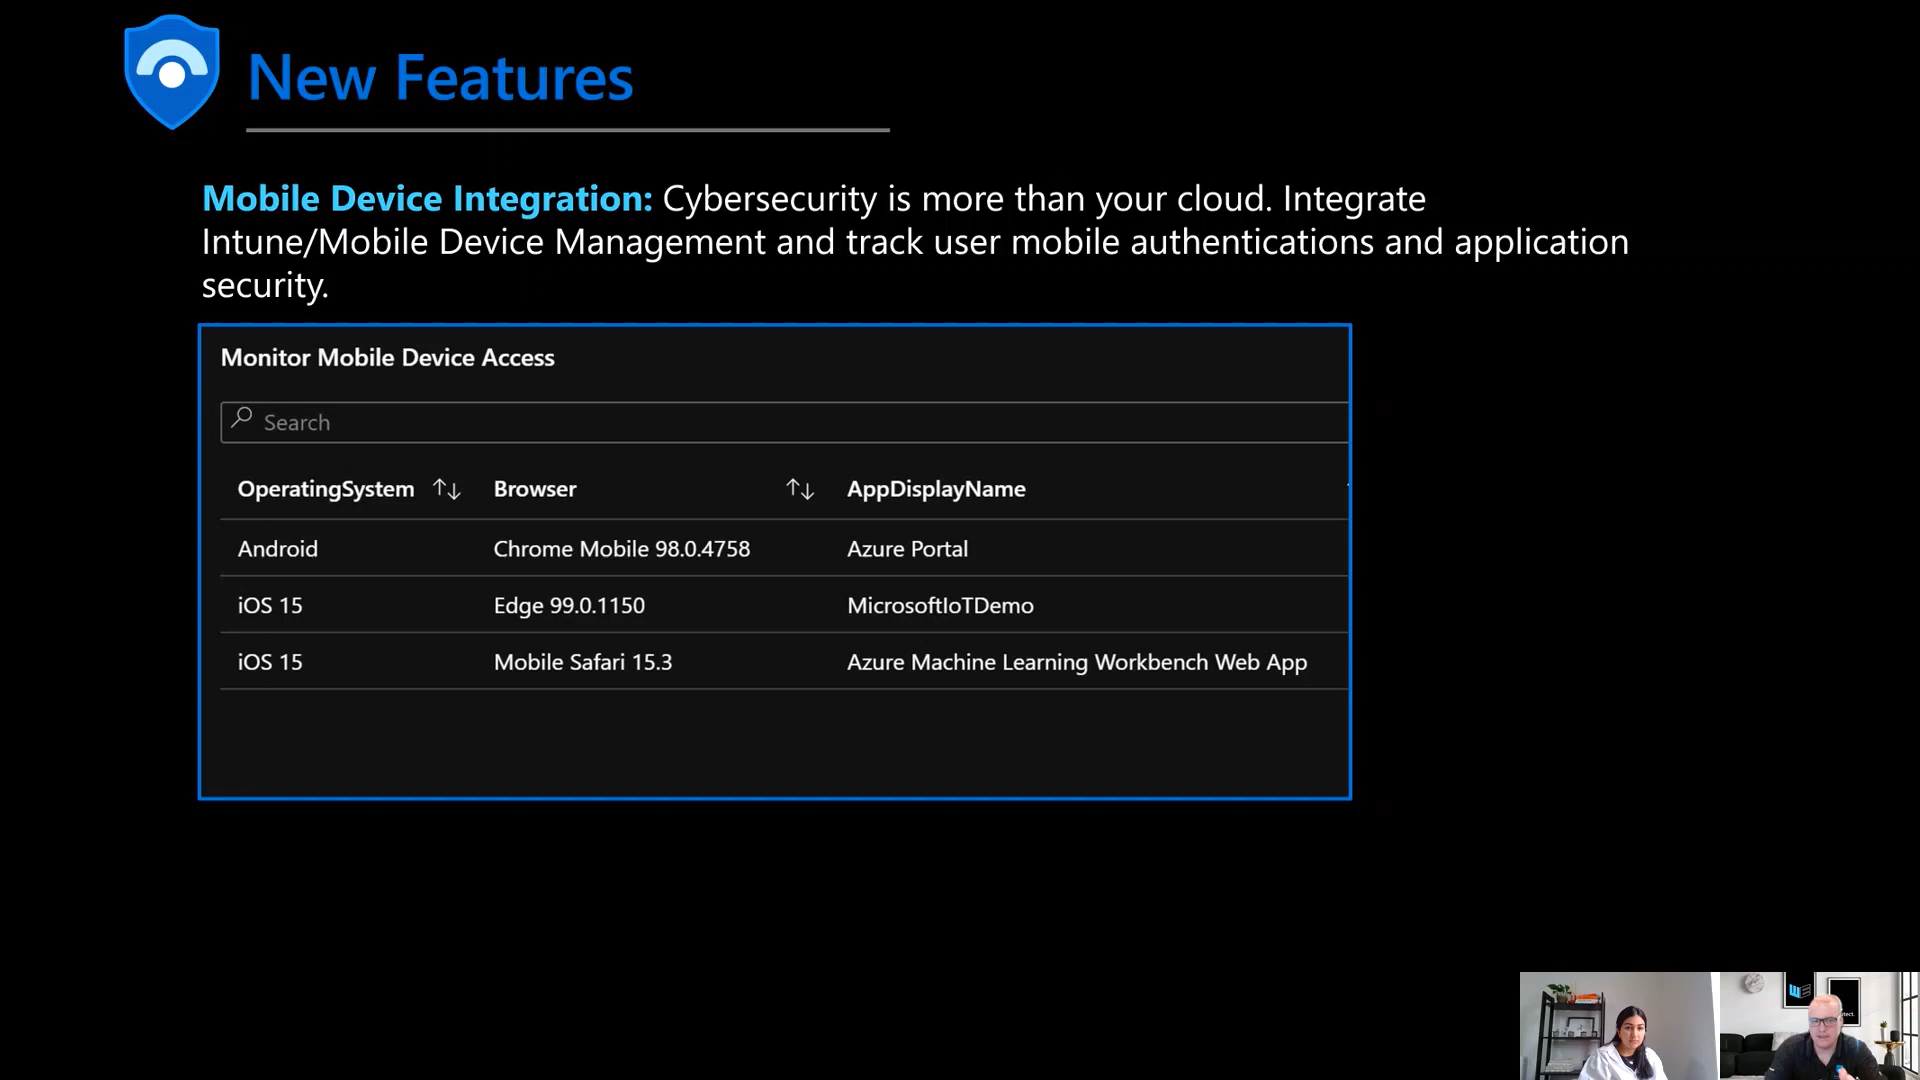 New Features
Mobile Device Integration: Cybersecurity is more than your cloud. Integrate
Intune/Mobile Device Management and track user mobile authentications and application
security.
Monitor Mobile Device Access
Search
OperatingSystem ↑↓ Browser ↑↓ AppDisplayName
Android Chrome Mobile 98.0.4758 Azure Portal
iOS 15 Edge 99.0.1150 MicrosoftIoTDemo
iOS 15 Mobile Safari 15.3 Azure Machine Learning Workbench Web App